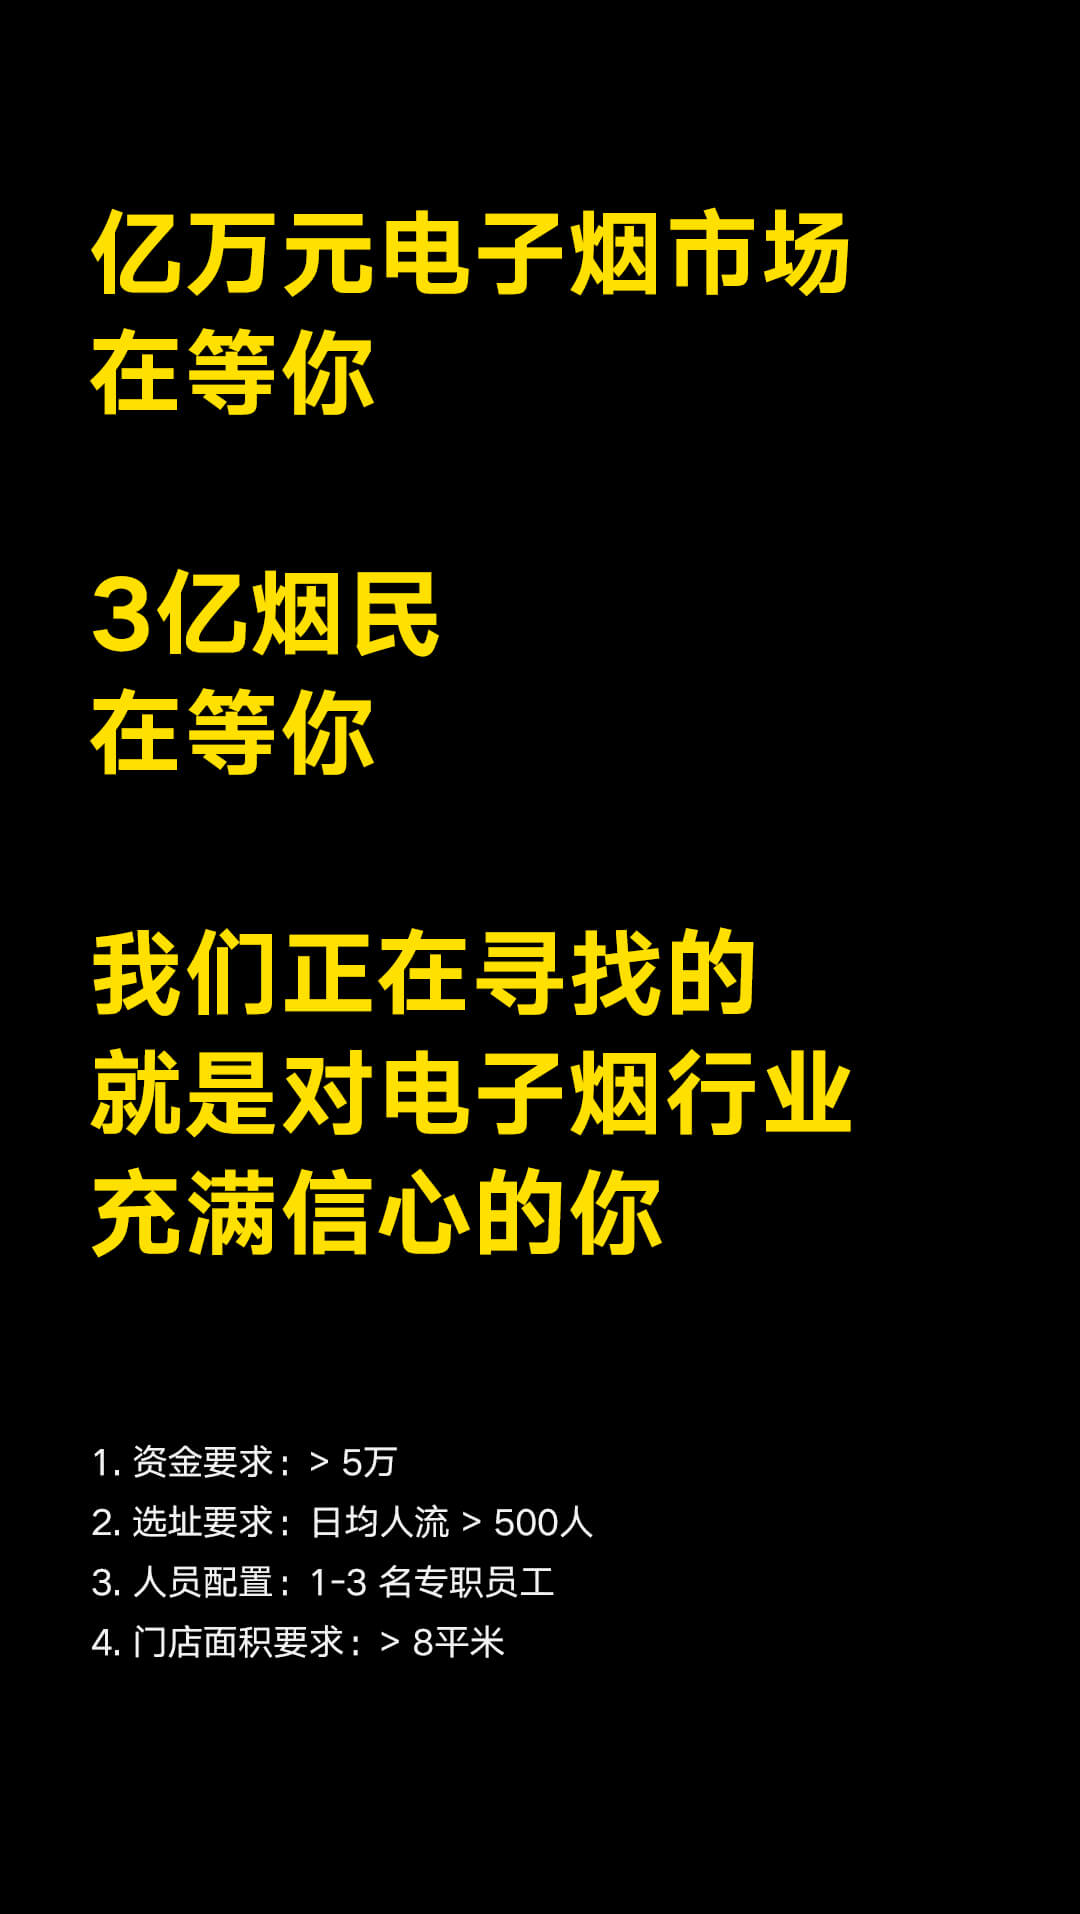 亿万元电子烟市场
在等你
3亿烟民
在等你
我们正在寻找的
就是对电子烟行业
充满信心的你
1. 资金要求：> 5万
2. 选址要求：日均人流 > 500人
3. 人员配置：1-3 名专职员工
4. 门店面积要求：> 8平米